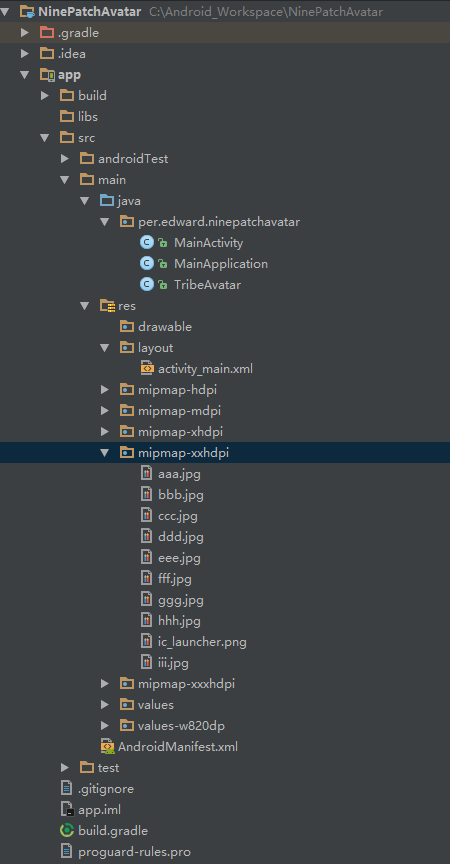 NinePatchAvatar C:\Android_Workspace\NinePatchAvatar
.gradle
.idea
app
build
libs
src
androidTest
main
java
per.edward.ninepatchavatar
MainActivity
MainApplication
TribeAvatar
res
drawable
layout
activity_main.xml
mipmap-hdpi
mipmap-mdpi
mipmap-xhdpi
mipmap-xxhdpi
aaa.jpg
bbb.jpg
ccc.jpg
ddd.jpg
eee.jpg
fff.jpg
ggg.jpg
hhh.jpg
ic_launcher.png
iii.jpg
mipmap-xxxhdpi
values
values-w820dp
AndroidManifest.xml
test
.gitignore
app.iml
build.gradle
proguard-rules.pro